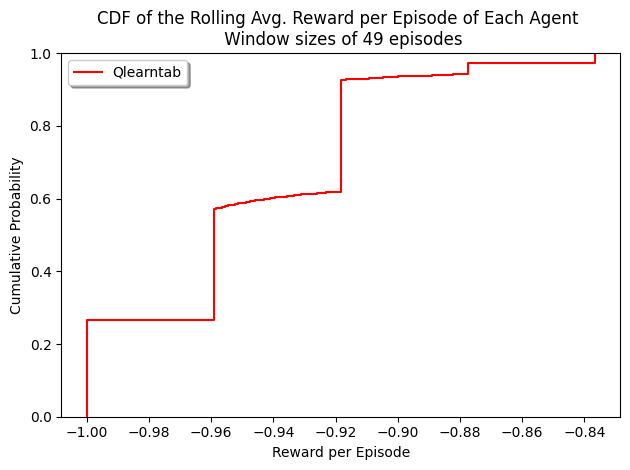 CDF of the Rolling Avg. Reward per Episode of Each Agent
Window sizes of 49 episodes
Qlearntab
Cumulative Probability
1.0
0.8
0.6
0.4
0.2
0.0
−1.00 −0.98 −0.96 −0.94 −0.92 −0.90 −0.88 −0.86 −0.84
Reward per Episode